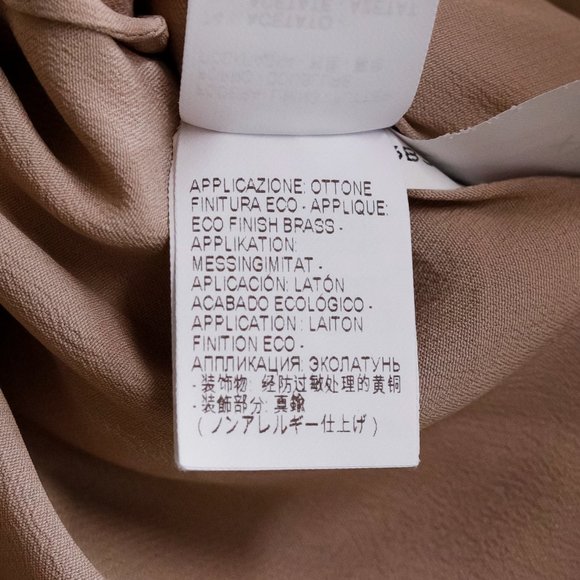 ACETATO
APPLICAZIONE: OTTONE
FINITURA ECO - APPLIQUE:
ECO FINISH BRASS -
APPLIKATION:
MESSINGIMITAT -
APLICACIÓN: LATÓN
ACABADO ECOLÓGICO -
APPLICATION : LAITON
FINITION ECO -
АППЛИКАЦИЯ: ЭКОЛАТУНЬ
- 装饰物: 经防过敏处理的黄铜
- 装飾部分: 真鍮
( ノンアレルギー仕上げ )